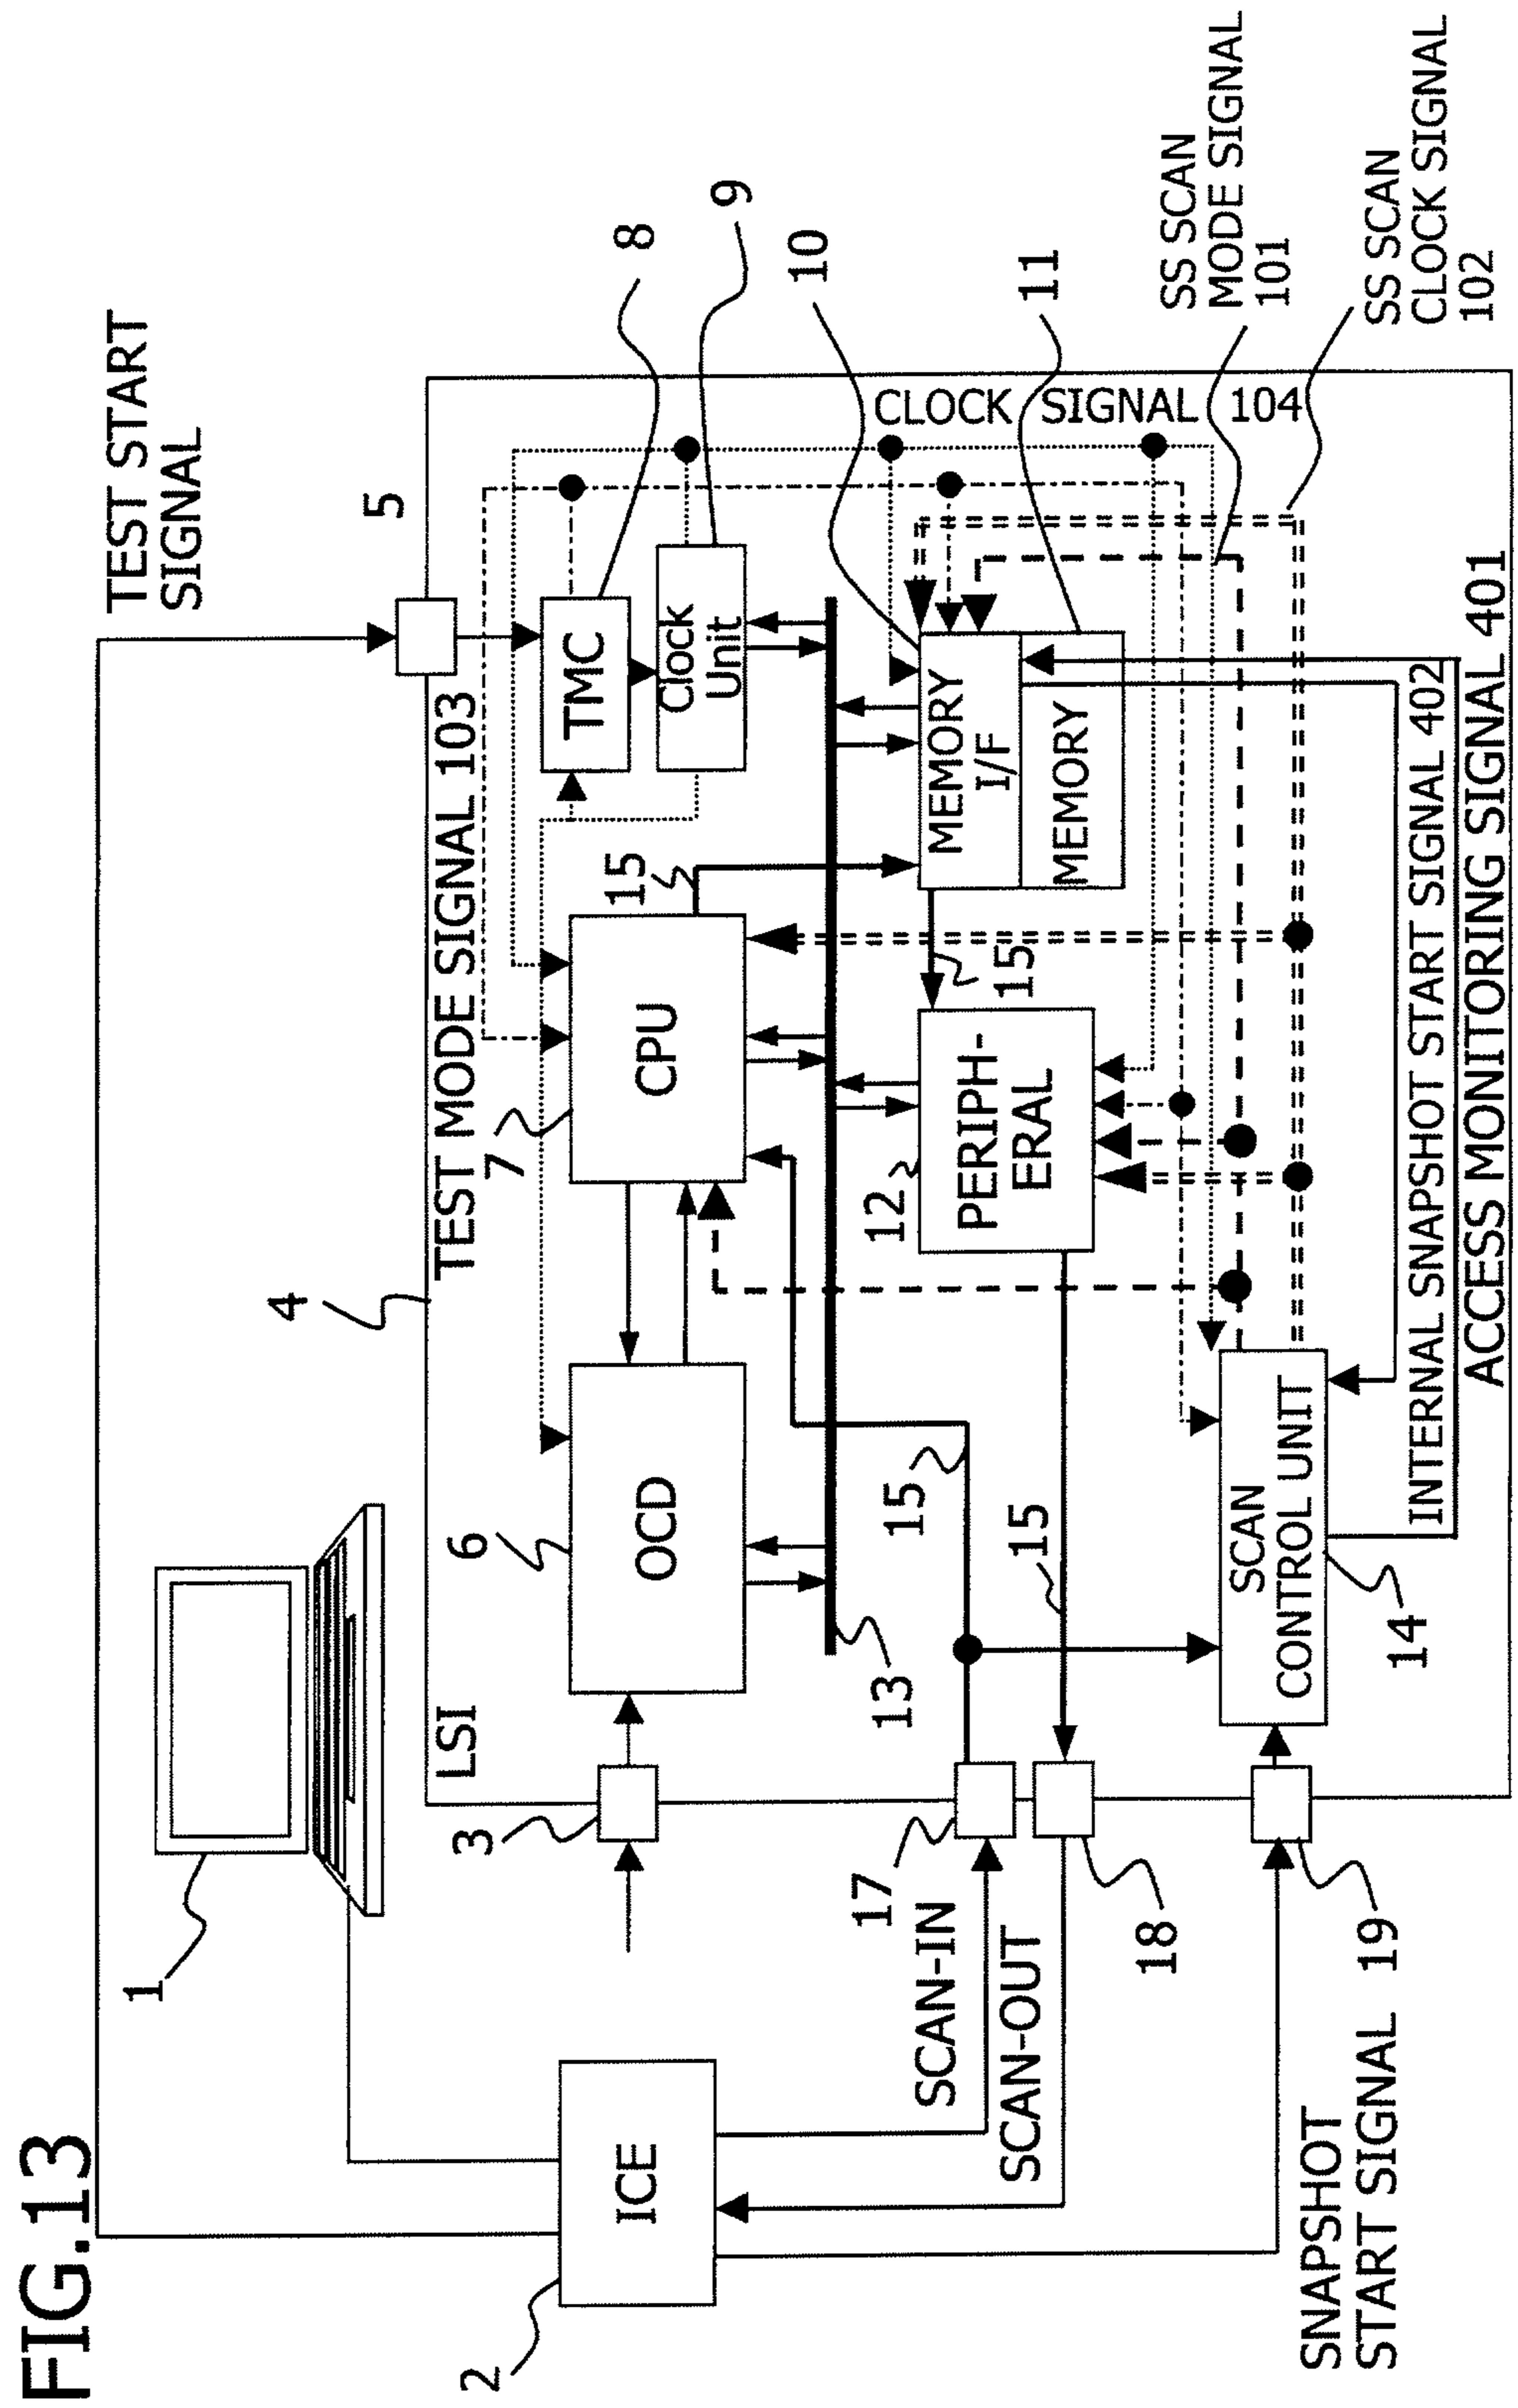 FIG.13
TEST START
SIGNAL
1
2
ICE
3
4
5
LSI
TEST MODE SIGNAL 103
6
OCD
7
CPU
15
TMC
8
Clock
Unit
9
CLOCK SIGNAL 104
10
11
MEMORY
I/F
MEMORY
15
12
PERIPH-
ERAL
13
15
15
17
SCAN-IN
SCAN-OUT
18
SCAN
CONTROL UNIT
14
19
SNAPSHOT
START SIGNAL
INTERNAL SNAPSHOT START SIGNAL 402
ACCESS MONITORING SIGNAL 401
SS SCAN
MODE SIGNAL
101
SS SCAN
CLOCK SIGNAL
102